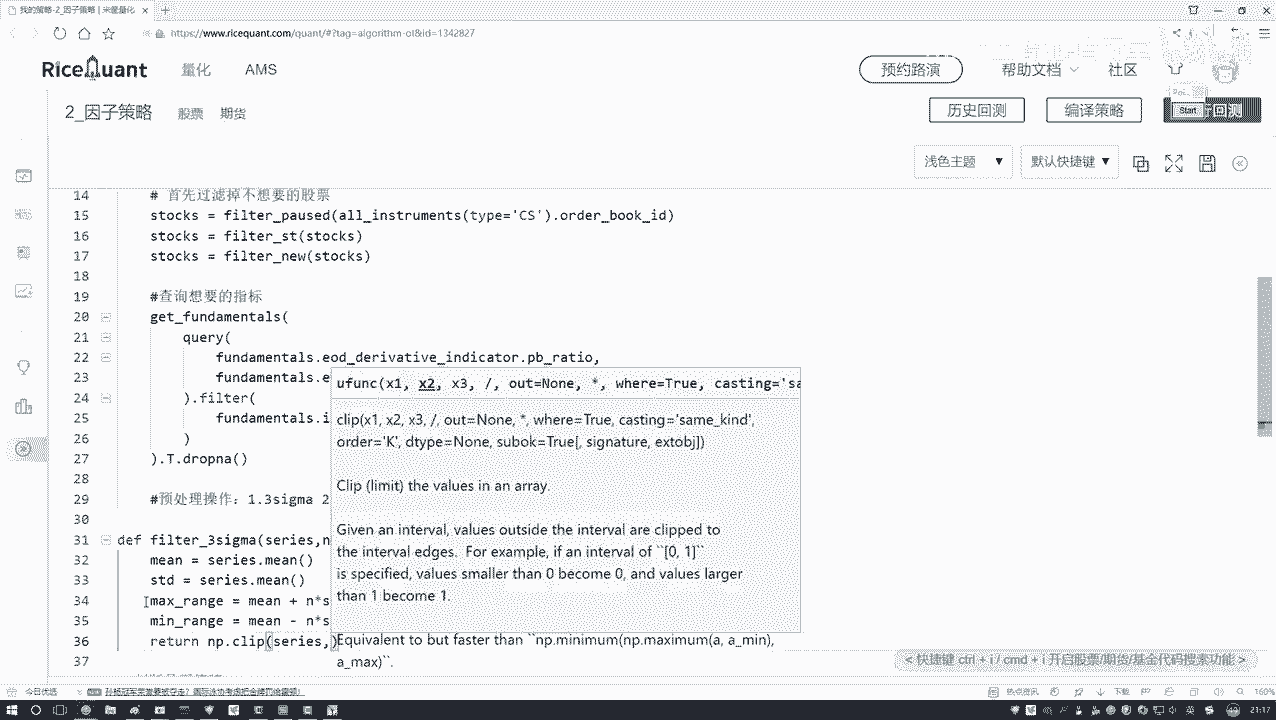 我的策略-2_因子策略 | 米筐量化
https://www.ricequant.com/quant/#?tag=algorithm-ol&id=1342827
RiceQuant 量化 AMS 预约路演 帮助文档 社区
2_因子策略 股票 期货 历史回测 编译策略 Start
浅色主题 默认快捷键
14 # 首先过滤掉不想要的股票
15 stocks = filter_paused(all_instruments(type='CS').order_book_id)
16 stocks = filter_st(stocks)
17 stocks = filter_new(stocks)
18
19 #查询想要的指标
20 get_fundamentals(
21 query(
22 fundamentals.eod_derivative_indicator.pb_ratio,
23 fundamentals.e
24 ).filter(
25 fundamentals.i
26 )
27 ).T.dropna()
28
29 #预处理操作：1.3sigma 2
30
31 def filter_3sigma(series,n
32 mean = series.mean()
33 std = series.mean()
34 max_range = mean + n*s
35 min_range = mean - n*s
36 return np.clip(series,)
37
ufunc(x1, x2, x3, /, out=None, *, where=True, casting='sa
clip(x1, x2, x3, /, out=None, *, where=True, casting='same_kind',
order='K', dtype=None, subok=True[, signature, extobj])
Clip (limit) the values in an array.
Given an interval, values outside the interval are clipped to
the interval edges. For example, if an interval of ``[0, 1]``
is specified, values smaller than 0 become 0, and values larger
than 1 become 1.
Equivalent to but faster than ``np.minimum(np.maximum(a, a_min),
a_max)``.
< 快捷键 ctrl + i / cmd + i 开启股票/期货/基金代码搜索功能 >
今日优选
热点资讯 下载 160%
21:17